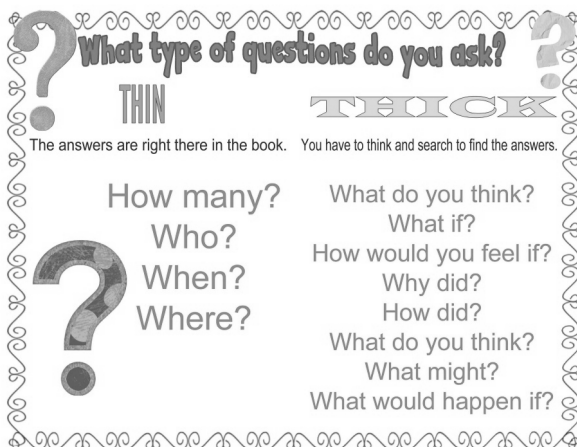 What type of questions do you ask?
THIN
The answers are right there in the book.
How many?
Who?
When?
Where?
THICK
You have to think and search to find the answers.
What do you think?
What if?
How would you feel if?
Why did?
How did?
What do you think?
What might?
What would happen if?